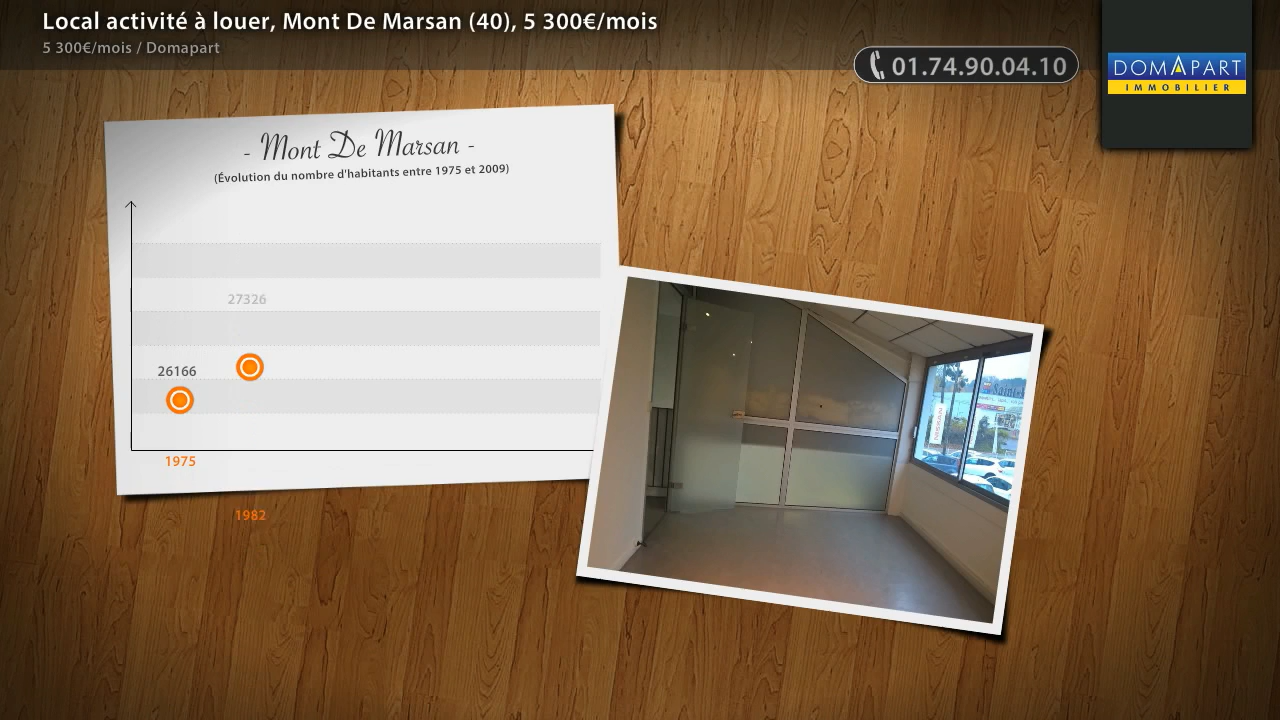 Local activité à louer, Mont De Marsan (40), 5 300€/mois
5 300€/mois / Domapart
01.74.90.04.10
DOMAPART
IMMOBILIER
- Mont De Marsan -
(Évolution du nombre d'habitants entre 1975 et 2009)
27326
26166
1975
1982
NISSAN